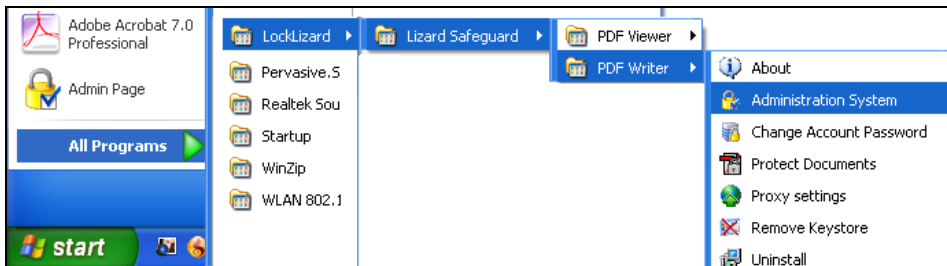 Adobe Acrobat 7.0
Professional
Admin Page
All Programs
start
LockLizard
Pervasive.S
Realtek Sou
Startup
WinZip
WLAN 802.1
Lizard Safeguard
PDF Viewer
PDF Writer
About
Administration System
Change Account Password
Protect Documents
Proxy settings
Remove Keystore
Uninstall